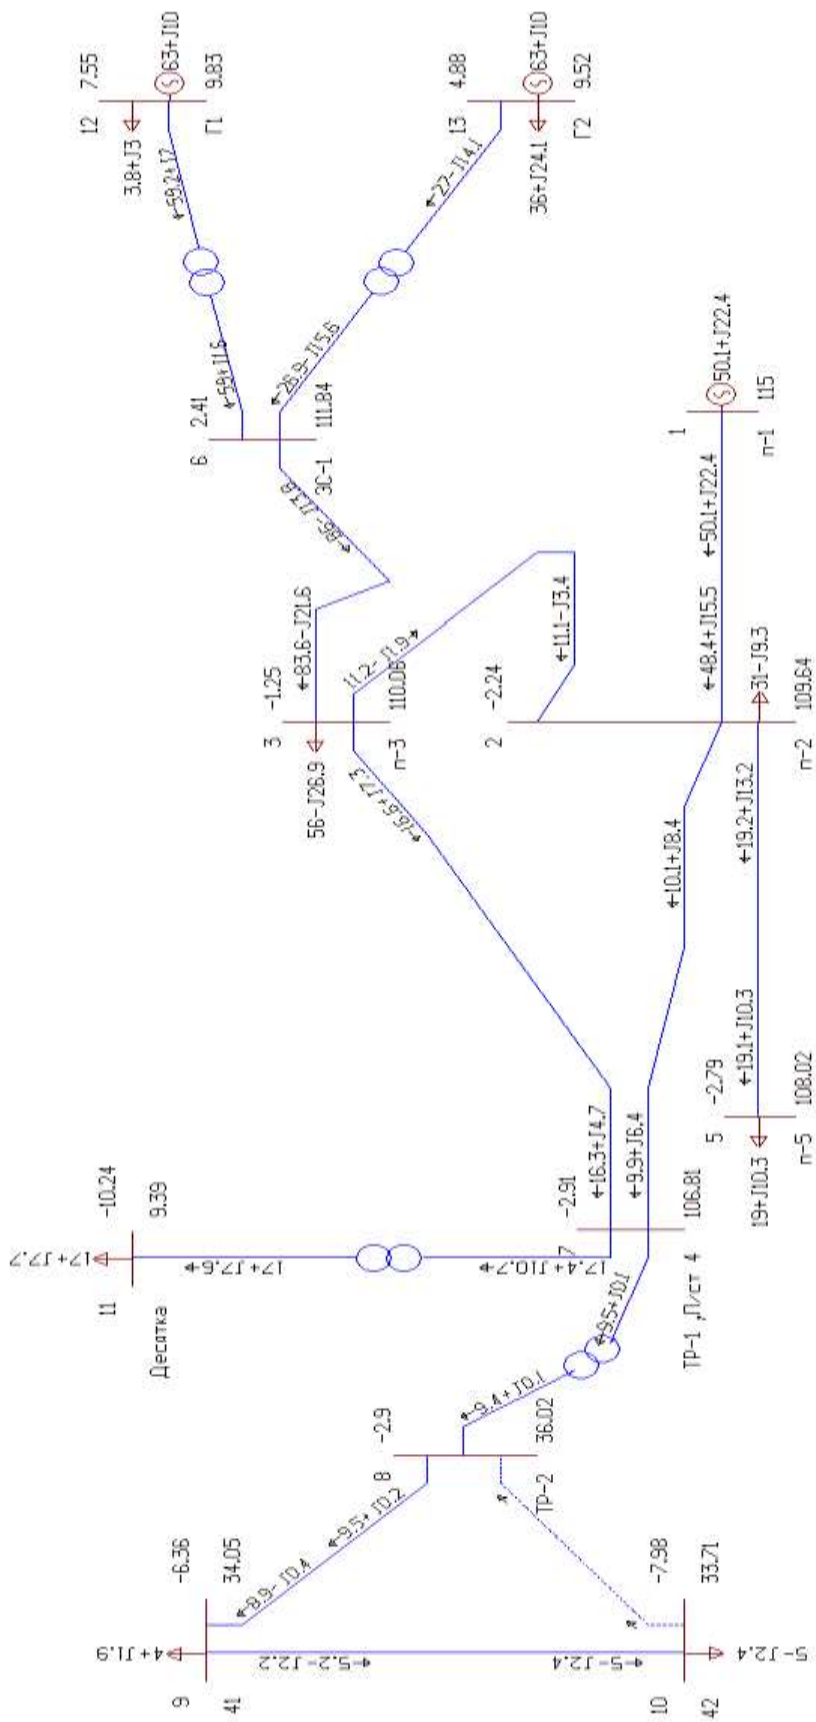 12
7.55
3.8+J3
63+J10
Г1
9.83
←59.2+J7
←59+J1.6
13
4.88
63+J10
36+J24.1
Г2
9.52
←27-J14.1
←26.9-J15.6
6
2.41
ЭС-1
111.84
←86-J13.8
←83.6-J21.6
3
-1.25
56-J26.9
п-3
110.06
11.2-J1.9→
←11.1-J3.4
←16.6+J7.3
2
-2.24
31-J9.3
п-2
109.64
1
50.1+J22.4
п-1
115
←50.1+J22.4
←48.4+J15.5
←10.1+J8.4
←19.2+J13.2
←19.1+J10.3
5
-2.79
19+J10.3
п-5
108.02
7
-2.91
←16.3+J4.7
←9.9+J6.4
ТР-1 ,П/ст 4
106.81
17.4+J10.7→
17+J7.6→
11
-10.24
17+J7.7
9.39
Десятка
←9.5+J0.1
←9.4+J0.1
8
-2.9
ТР-2
36.02
←9.5+J0.2
←8.9-J0.4
9
-6.36
4+J1.9
41
34.05
←5.2-J2.2
←5-J2.4
10
-7.98
5-J2.4
42
33.71